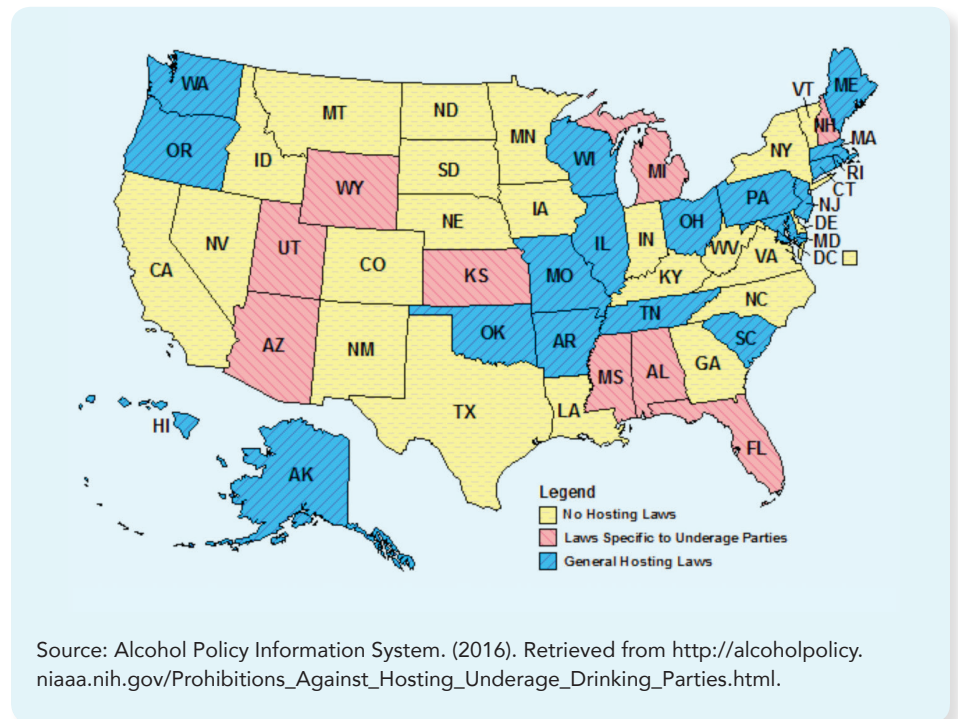 WA
ME
VT
MT
ND
NH
MN
MA
OR
NY
ID
WI
SD
MI
RI
WY
CT
PA
NJ
IA
NE
OH
DE
NV
IN
MD
UT
IL
WV
DC
CO
VA
CA
KS
MO
KY
NC
TN
OK
AZ
AR
SC
NM
GA
MS
AL
TX
LA
HI
FL
AK
Legend
No Hosting Laws
Laws Specific to Underage Parties
General Hosting Laws
Source: Alcohol Policy Information System. (2016). Retrieved from http://alcoholpolicy.
niaaa.nih.gov/Prohibitions_Against_Hosting_Underage_Drinking_Parties.html.